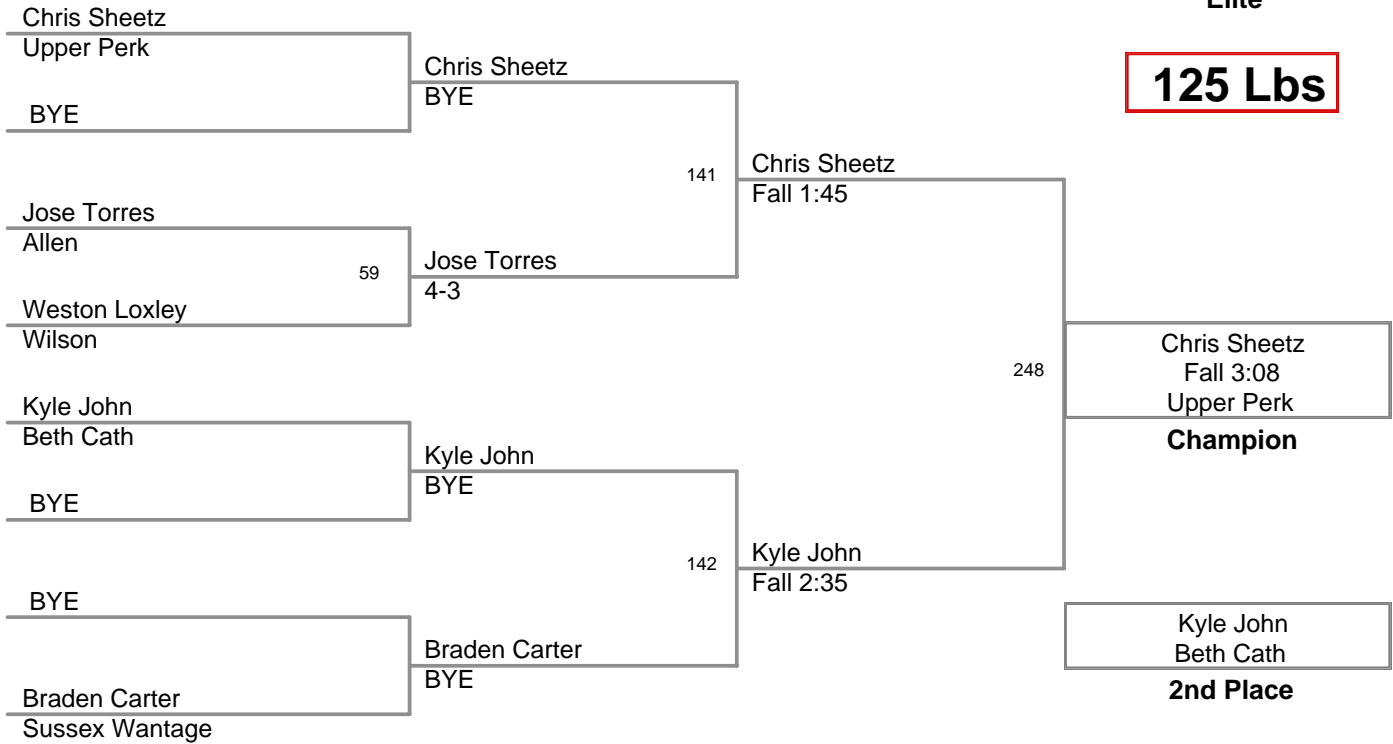 Elite
125 Lbs
Chris Sheetz
Upper Perk
BYE
Jose Torres
Allen
59
Weston Loxley
Wilson
Kyle John
Beth Cath
BYE
BYE
Braden Carter
Sussex Wantage
Chris Sheetz
BYE
141
Jose Torres
4-3
Kyle John
BYE
142
Braden Carter
BYE
Chris Sheetz
Fall 1:45
248
Kyle John
Fall 2:35
Chris Sheetz
Fall 3:08
Upper Perk
Champion
Kyle John
Beth Cath
2nd Place